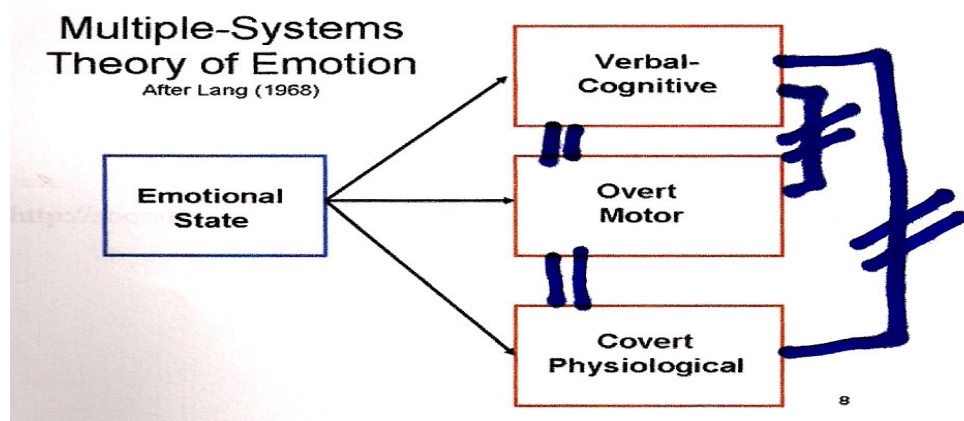 Multiple-Systems
Theory of Emotion
After Lang (1968)
Verbal-
Cognitive
Emotional
State
Overt
Motor
Covert
Physiological
8